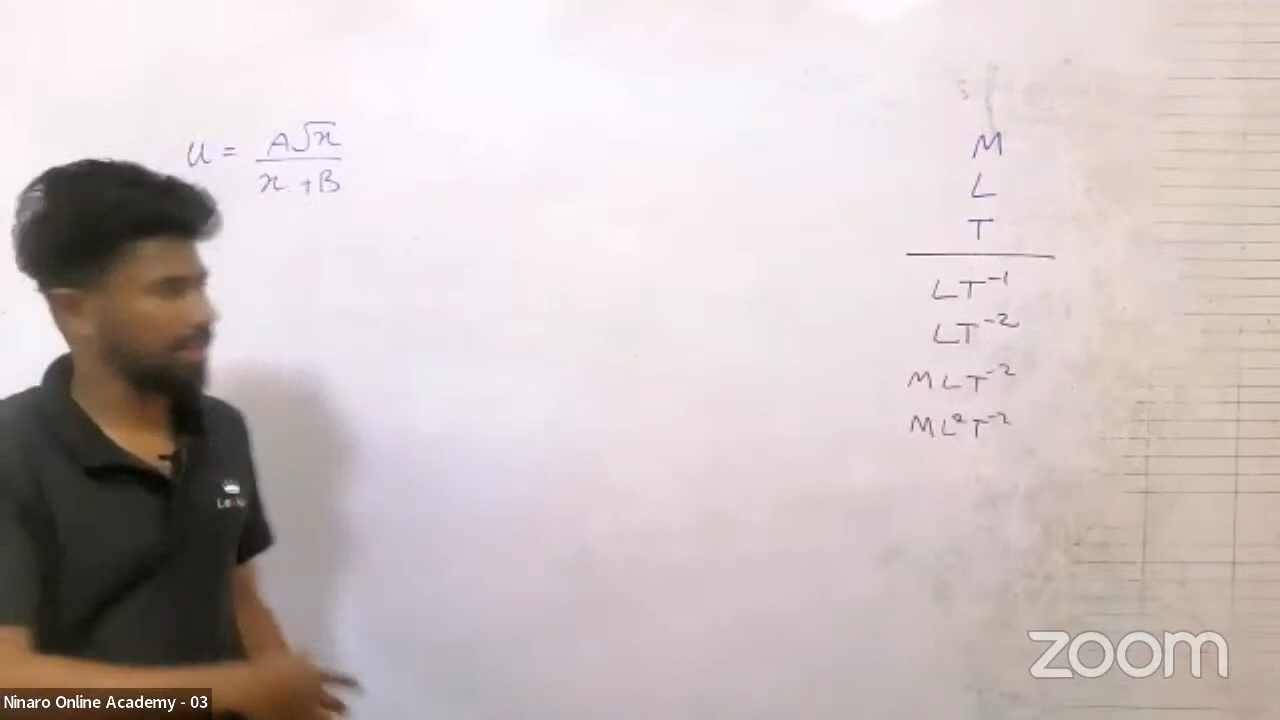 u = A√x / x + B
M
L
T
LT⁻¹
LT⁻²
MLT⁻²
ML²T⁻²
zoom
Ninaro Online Academy - 03